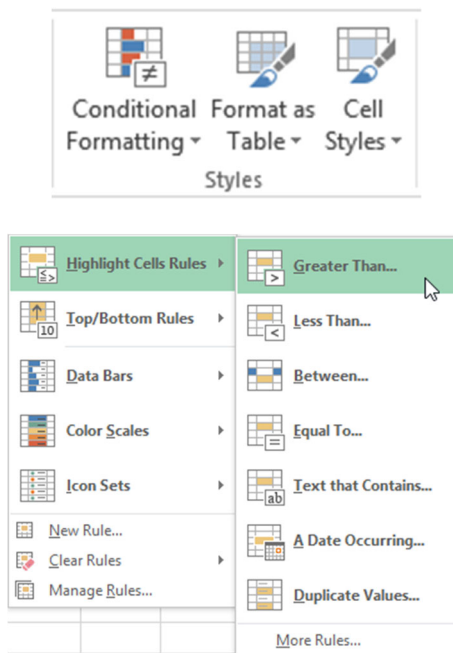 Conditional Format as Cell
Formatting Table Styles
Styles
Highlight Cells Rules
Top/Bottom Rules
10
Data Bars
Color Scales
Icon Sets
New Rule...
Clear Rules
Manage Rules...
Greater Than...
Less Than...
Between...
Equal To...
ab
Text that Contains...
A Date Occurring...
Duplicate Values...
More Rules...